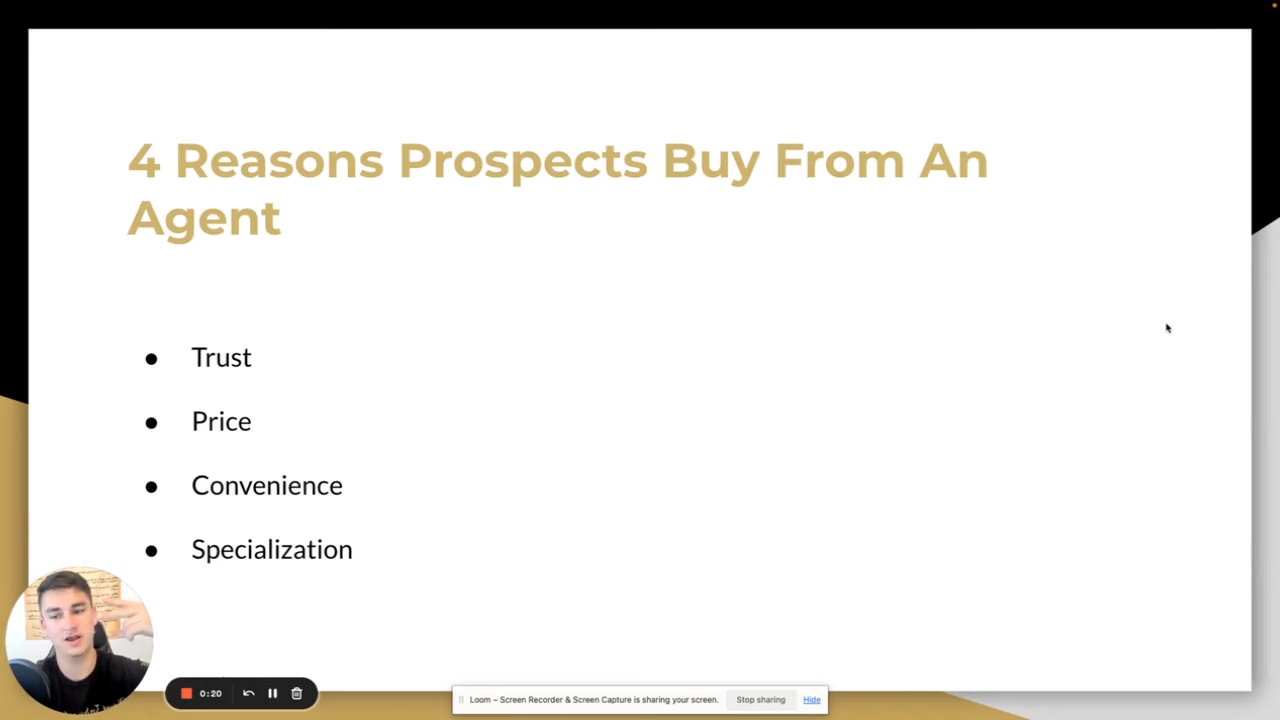 4 Reasons Prospects Buy From An
Agent
● Trust
● Price
● Convenience
● Specialization
0:20
Loom – Screen Recorder & Screen Capture is sharing your screen. Stop sharing Hide